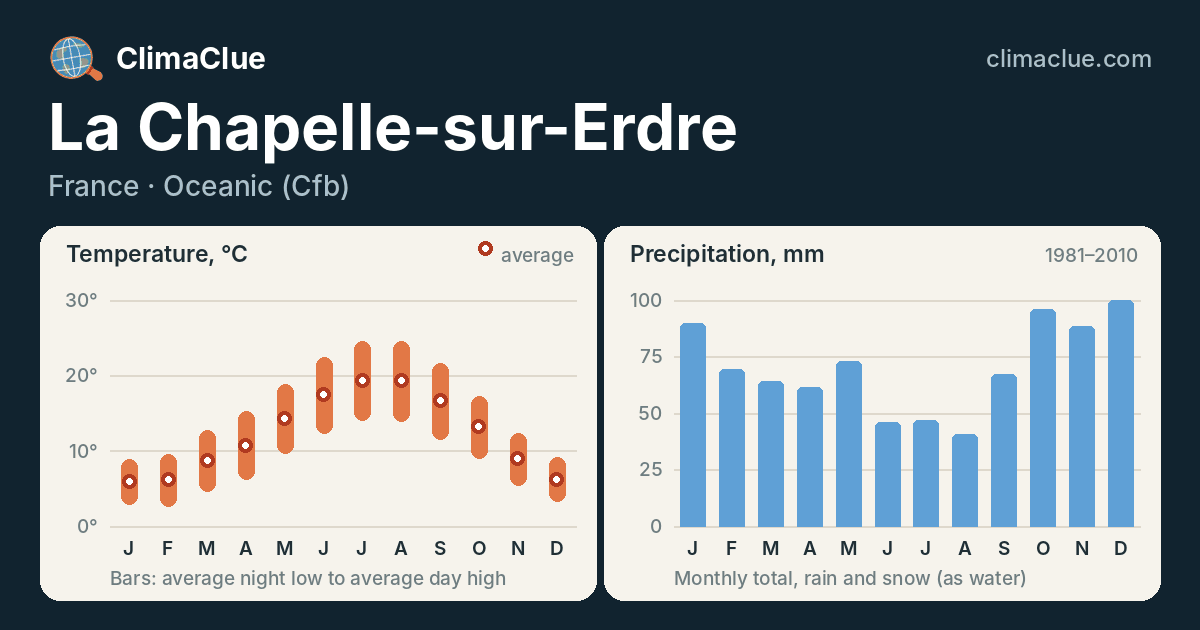 ClimaClue
climaclue.com
La Chapelle-sur-Erdre
France · Oceanic (Cfb)
Temperature, °C
average
30°
20°
10°
0°
J F M A M J J A S O N D
Bars: average night low to average day high
Precipitation, mm
1981–2010
100
75
50
25
0
J F M A M J J A S O N D
Monthly total, rain and snow (as water)